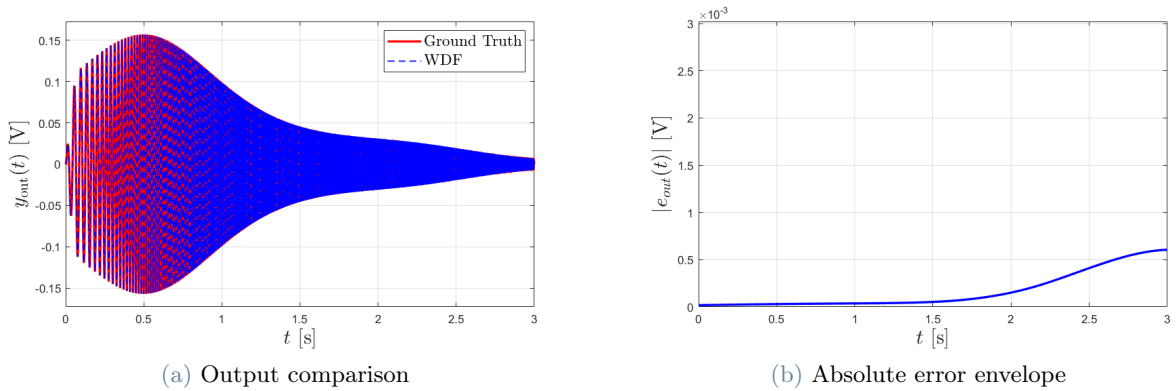 0.15
0.1
0.05
0
-0.05
-0.1
-0.15
y_out(t) [V]
Ground Truth
WDF
0 0.5 1 1.5 2 2.5 3
t [s]
(a) Output comparison
×10⁻³
3
2.5
2
1.5
1
0.5
0
|e_out(t)| [V]
0 0.5 1 1.5 2 2.5 3
t [s]
(b) Absolute error envelope